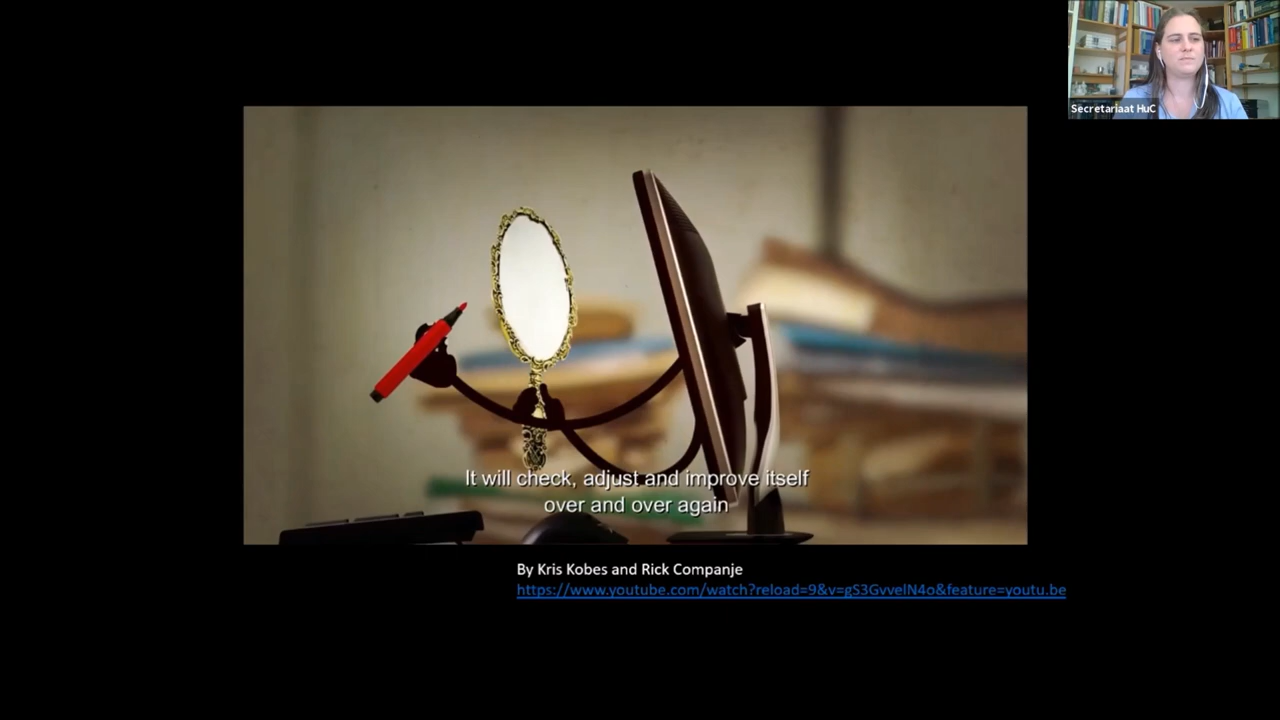 Secretariaat HuC
It will check, adjust and improve itself
over and over again
By Kris Kobes and Rick Companje
https://www.youtube.com/watch?reload=9&v=gS3GvvelN4o&feature=youtu.be